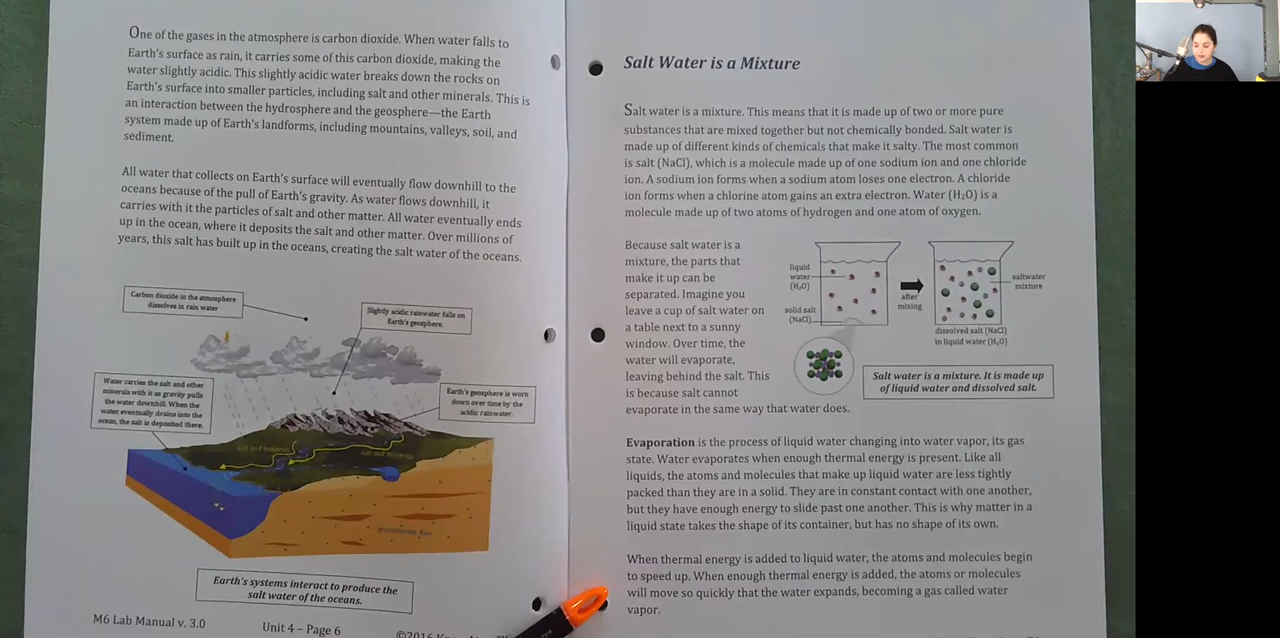 One of the gases in the atmosphere is carbon dioxide. When water falls to
Earth's surface as rain, it carries some of this carbon dioxide, making the
water slightly acidic. This slightly acidic water breaks down the rocks on
Earth's surface into smaller particles, including salt and other minerals. This is
an interaction between the hydrosphere and the geosphere—the Earth
system made up of Earth's landforms, including mountains, valleys, soil, and
sediment.
All water that collects on Earth's surface will eventually flow downhill to the
oceans because of the pull of Earth's gravity. As water flows downhill, it
carries with it the particles of salt and other matter. All water eventually ends
up in the ocean, where it deposits the salt and other matter. Over millions of
years, this salt has built up in the oceans, creating the salt water of the oceans.
Carbon dioxide in the atmosphere
dissolves in rain water
Slightly acidic rainwater falls on
Earth's geosphere.
Water carries the salt and other
minerals with it as gravity pulls
the water downhill. When the
water eventually drains into the
ocean, the salt is deposited there.
Earth's geosphere is worn
down over time by the
acidic rainwater.
salt and minerals
salt and minerals
groundwater flow
Earth's systems interact to produce the
salt water of the oceans.
M6 Lab Manual v. 3.0
Unit 4 – Page 6
©2016
Salt Water is a Mixture
Salt water is a mixture. This means that it is made up of two or more pure
substances that are mixed together but not chemically bonded. Salt water is
made up of different kinds of chemicals that make it salty. The most common
is salt (NaCl), which is a molecule made up of one sodium ion and one chloride
ion. A sodium ion forms when a sodium atom loses one electron. A chloride
ion forms when a chlorine atom gains an extra electron. Water (H₂O) is a
molecule made up of two atoms of hydrogen and one atom of oxygen.
Because salt water is a
mixture, the parts that
make it up can be
separated. Imagine you
leave a cup of salt water on
a table next to a sunny
window. Over time, the
water will evaporate,
leaving behind the salt. This
is because salt cannot
evaporate in the same way that water does.
liquid
water
(H₂O)
solid salt
(NaCl)
after
mixing
saltwater
mixture
dissolved salt (NaCl)
in liquid water (H₂O)
Salt water is a mixture. It is made up
of liquid water and dissolved salt.
Evaporation is the process of liquid water changing into water vapor, its gas
state. Water evaporates when enough thermal energy is present. Like all
liquids, the atoms and molecules that make up liquid water are less tightly
packed than they are in a solid. They are in constant contact with one another,
but they have enough energy to slide past one another. This is why matter in a
liquid state takes the shape of its container, but has no shape of its own.
When thermal energy is added to liquid water, the atoms and molecules begin
to speed up. When enough thermal energy is added, the atoms or molecules
will move so quickly that the water expands, becoming a gas called water
vapor.